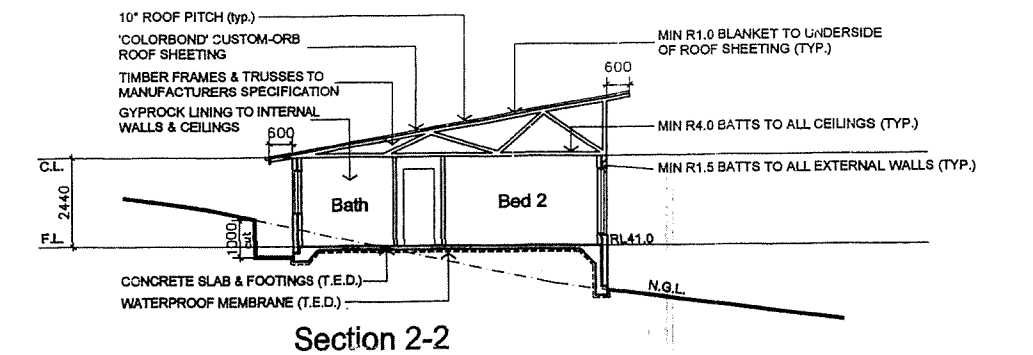 10° ROOF PITCH (typ.)
'COLORBOND' CUSTOM-ORB
ROOF SHEETING
TIMBER FRAMES & TRUSSES TO
MANUFACTURERS SPECIFICATION
GYPROCK LINING TO INTERNAL
WALLS & CEILINGS
MIN R1.0 BLANKET TO UNDERSIDE
OF ROOF SHEETING (TYP.)
600
600
MIN R4.0 BATTS TO ALL CEILINGS (TYP.)
MIN R1.5 BATTS TO ALL EXTERNAL WALLS (TYP.)
C.L.
2440
F.L.
1000
cut
Bath
Bed 2
RL41.0
N.G.L.
CONCRETE SLAB & FOOTINGS (T.E.D.)
WATERPROOF MEMBRANE (T.E.D.)
Section 2-2